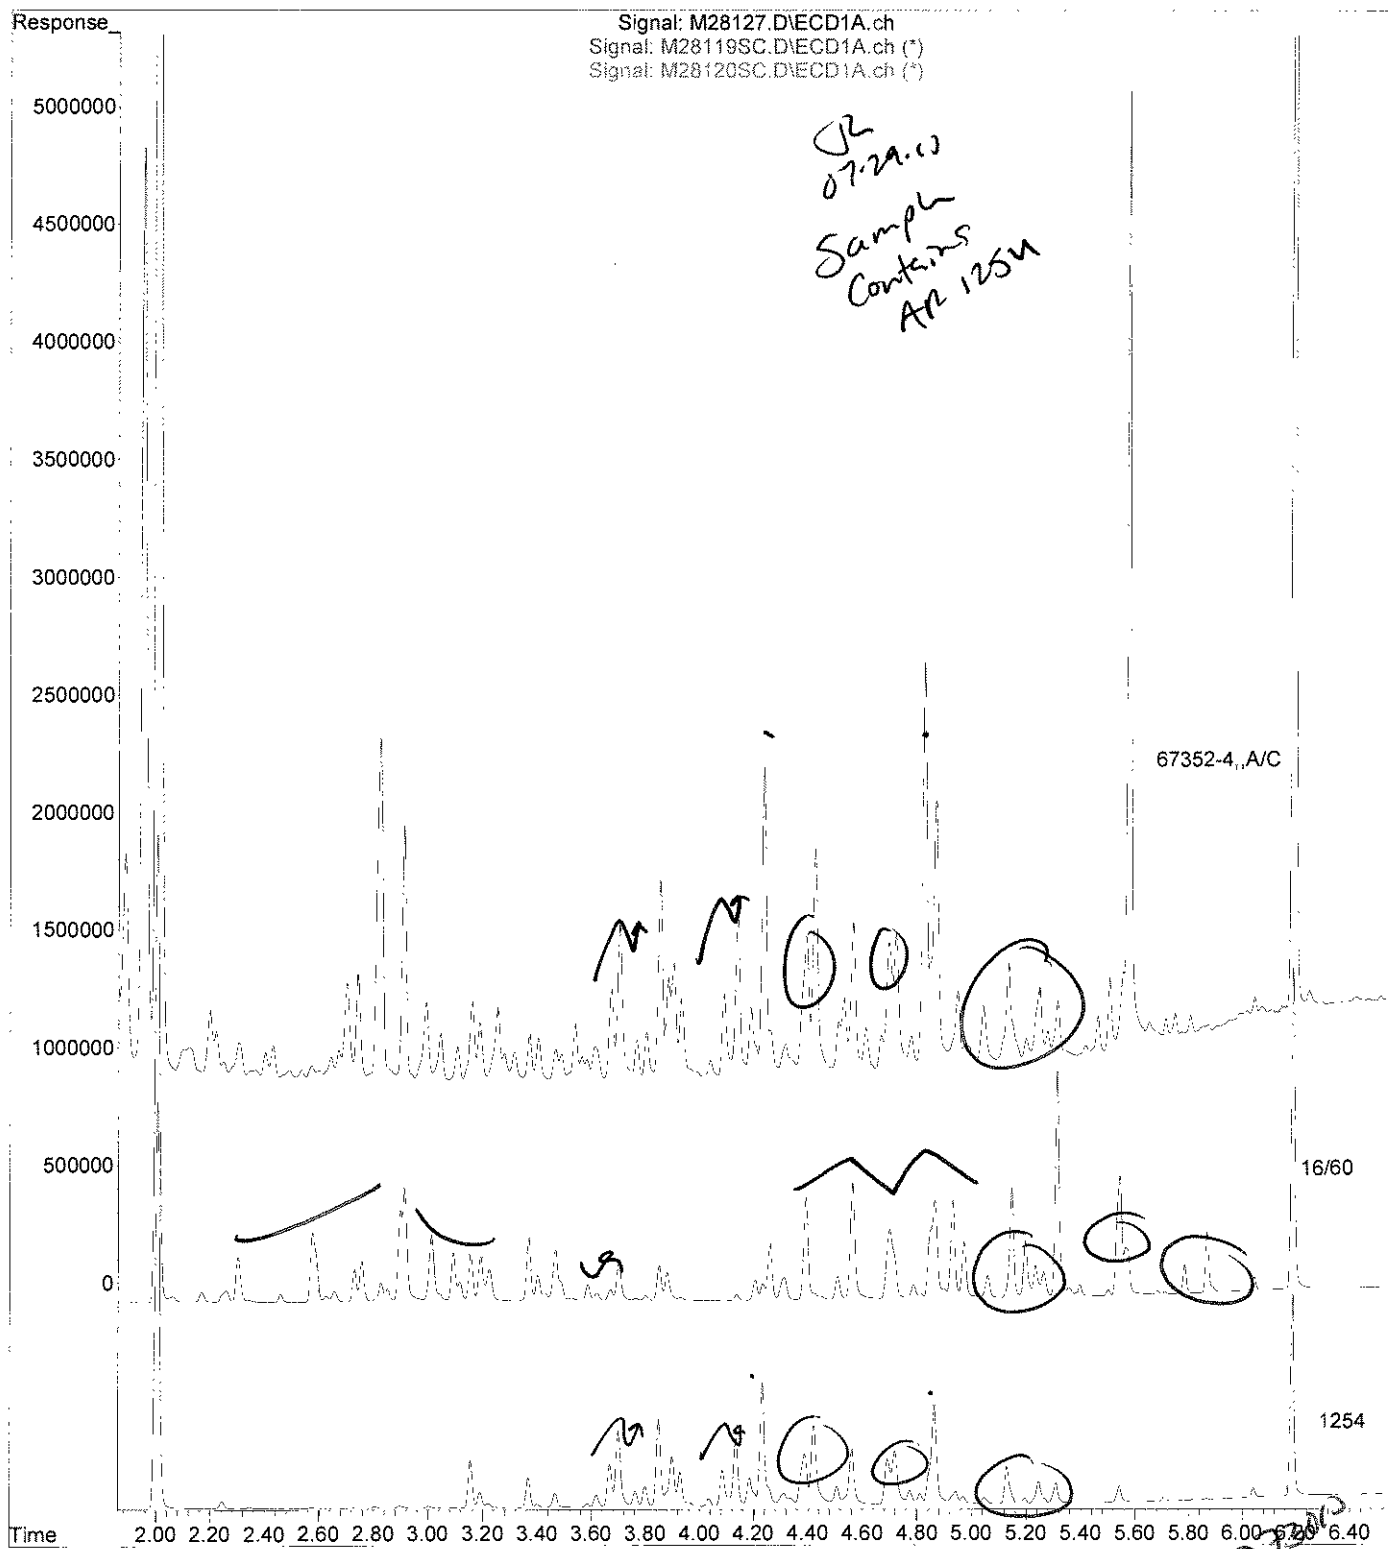 Response_
Signal: M28127.D\ECD1A.ch
Signal: M28119SC.D\ECD1A.ch (*)
Signal: M28120SC.D\ECD1A.ch (*)
5000000
4500000
4000000
3500000
3000000
2500000
2000000
1500000
1000000
500000
0
07.29.10
Sample
Contains
AR 1254
67352-4,,A/C
16/60
1254
Time
2.00 2.20 2.40 2.60 2.80 3.00 3.20 3.40 3.60 3.80 4.00 4.20 4.40 4.60 4.80 5.00 5.20 5.40 5.60 5.80 6.00 6.20 6.40